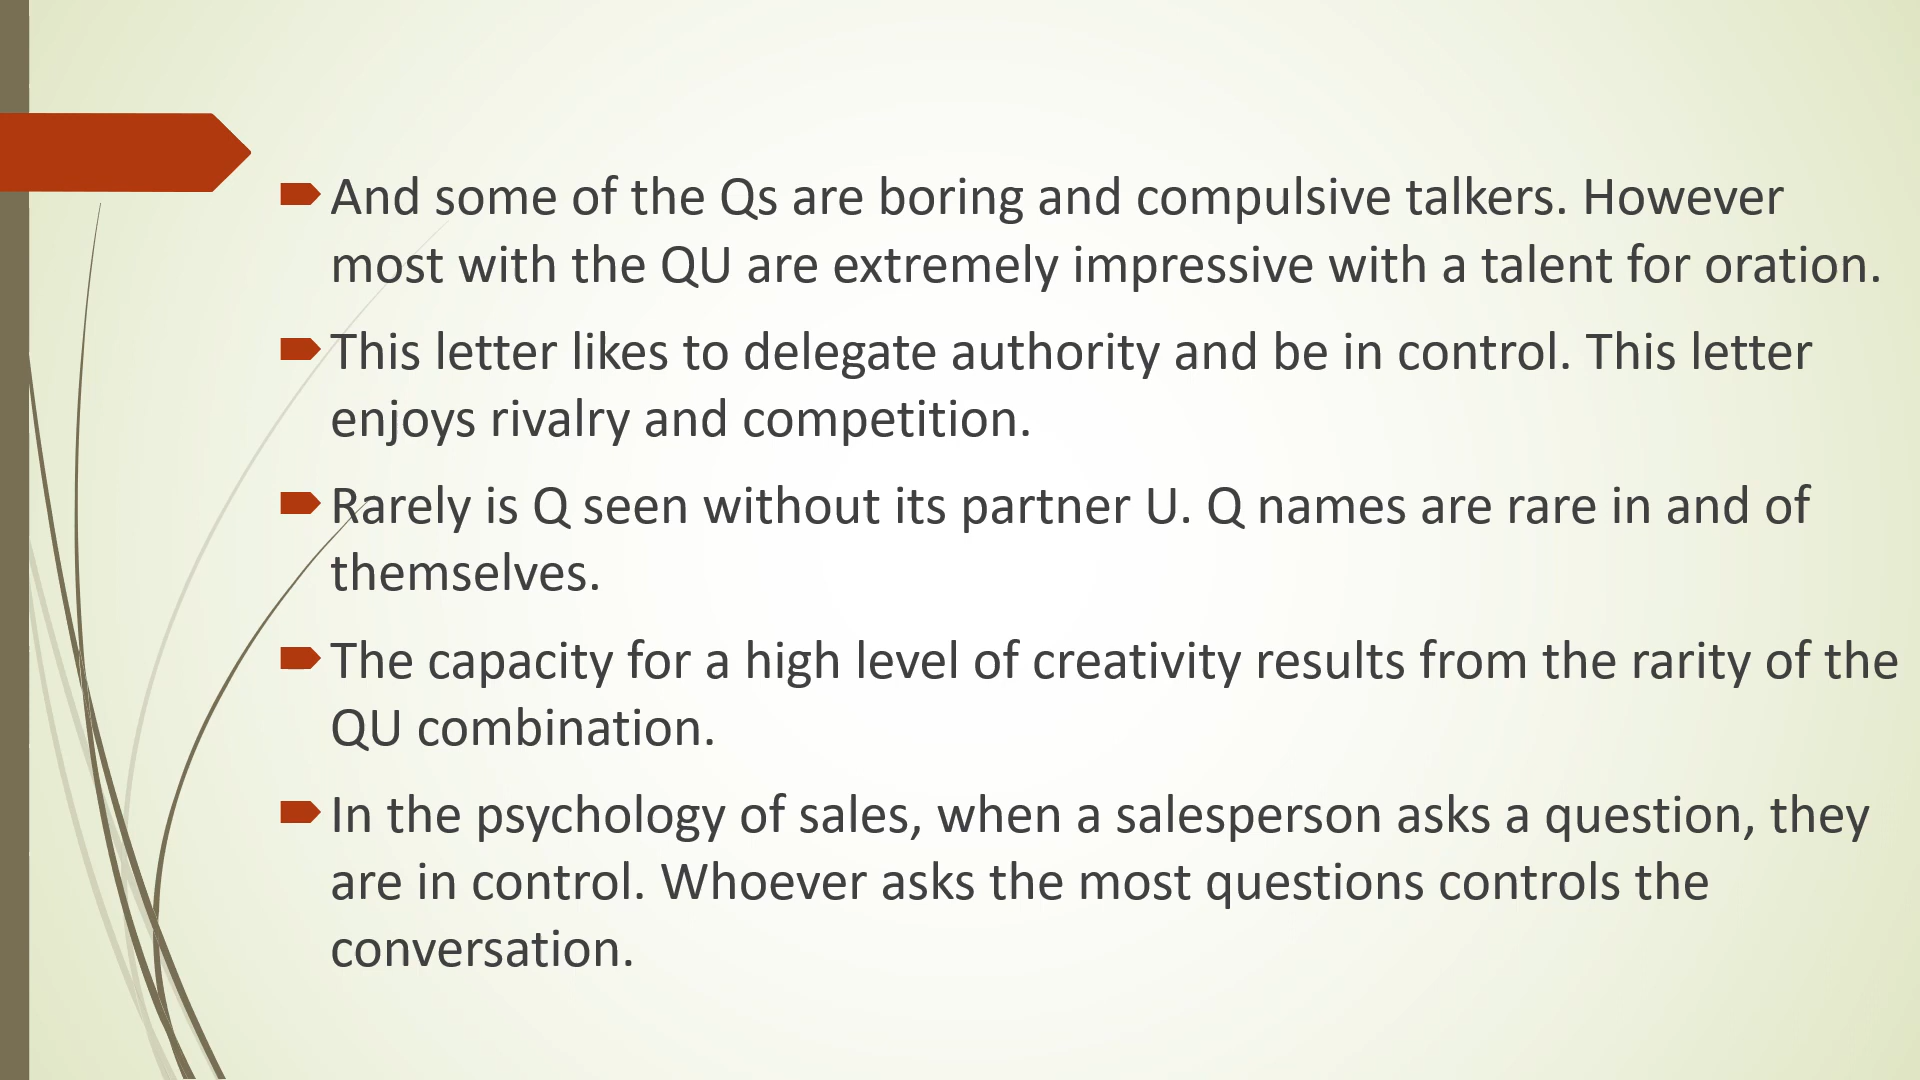 And some of the Qs are boring and compulsive talkers. However
most with the QU are extremely impressive with a talent for oration.
This letter likes to delegate authority and be in control. This letter
enjoys rivalry and competition.
Rarely is Q seen without its partner U. Q names are rare in and of
themselves.
The capacity for a high level of creativity results from the rarity of the
QU combination.
In the psychology of sales, when a salesperson asks a question, they
are in control. Whoever asks the most questions controls the
conversation.